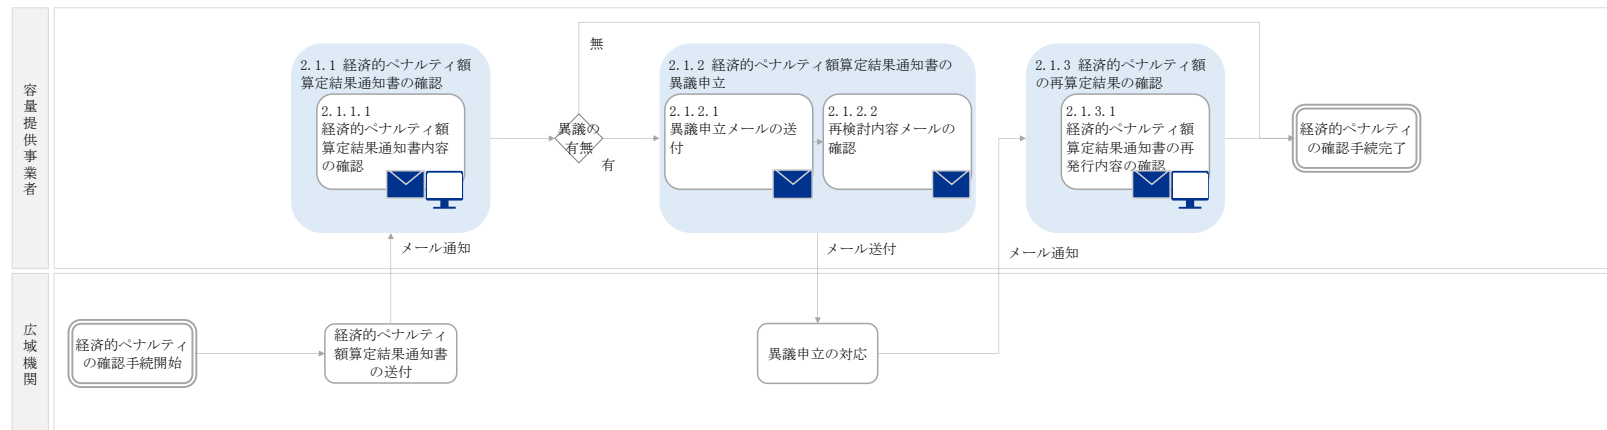 容量提供事業者
無
2.1.1 経済的ペナルティ額
算定結果通知書の確認
2.1.1.1
経済的ペナルティ額
算定結果通知書内容
の確認
異議の
有無
有
2.1.2 経済的ペナルティ額算定結果通知書の
異議申立
2.1.2.1
異議申立メールの送
付
2.1.2.2
再検討内容メールの
確認
2.1.3 経済的ペナルティ額
の再算定結果の確認
2.1.3.1
経済的ペナルティ額
算定結果通知書の再
発行内容の確認
経済的ペナルティ
の確認手続完了
メール通知
メール送付
メール通知
広域機関
経済的ペナルティ
の確認手続開始
経済的ペナルティ
額算定結果通知書
の送付
異議申立の対応